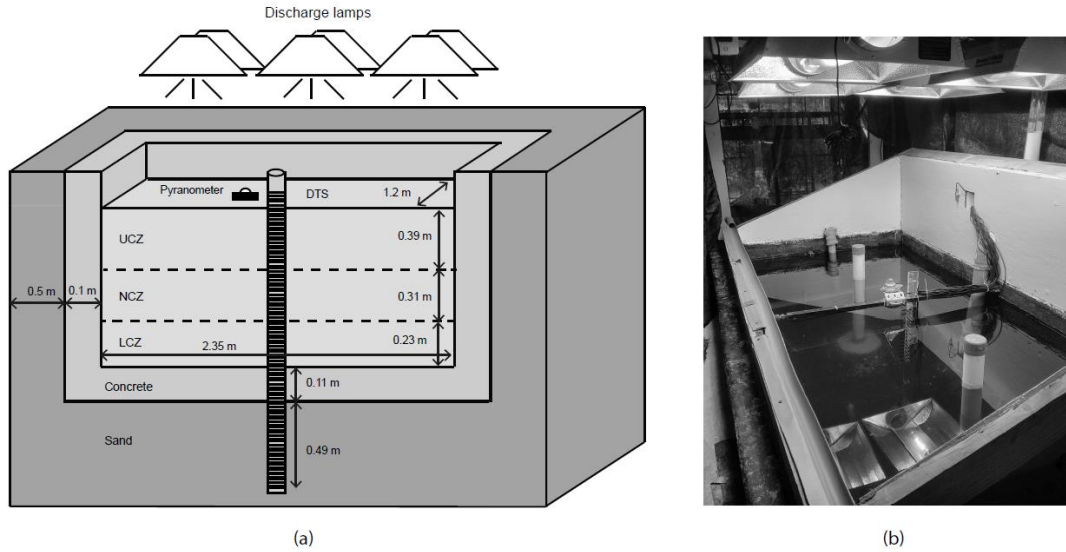 Discharge lamps
Pyranometer
DTS
1.2 m
UCZ
0.39 m
0.5 m
0.1 m
NCZ
0.31 m
LCZ
2.35 m
0.23 m
Concrete
0.11 m
Sand
0.49 m
(a)
(b)